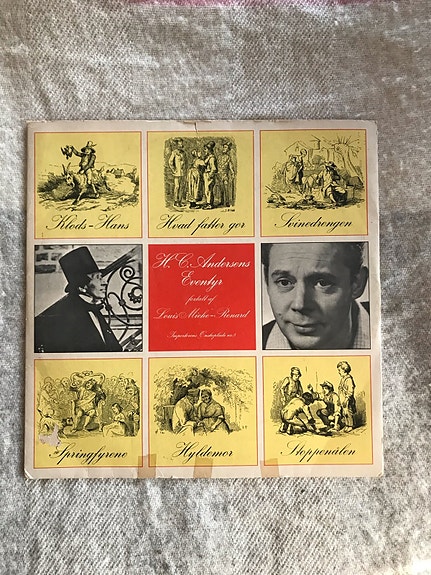 Klods-Hans
Hvad fatter gør
Svinedrengen
H. C. Andersens
Eventyr
fortalt af
Louis Miehe-Renard
Springfyrene
Hyldemor
Stoppenålen